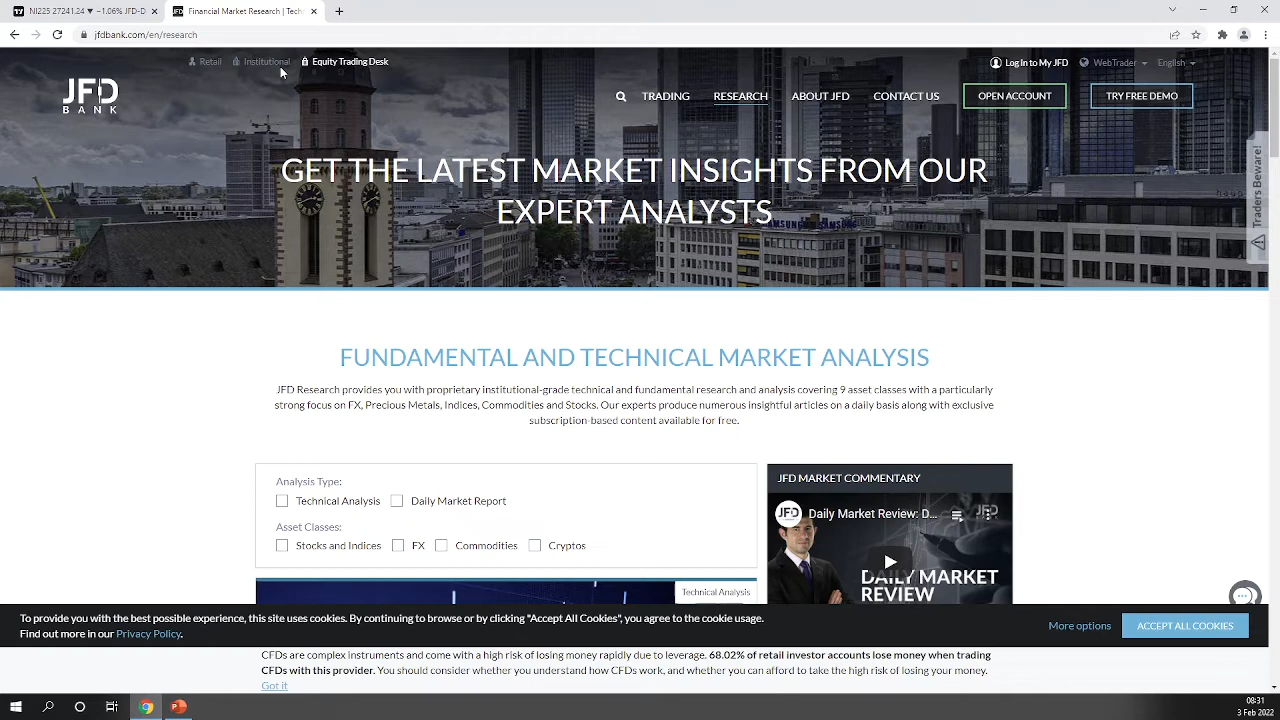 NI225 27241.24 ▼ −1.06% JFD-D
Financial Market Research | Tech
jfdbank.com/en/research
Retail
Institutional
Equity Trading Desk
Log In to My JFD
WebTrader
English
JFD
BANK
TRADING
RESEARCH
ABOUT JFD
CONTACT US
OPEN ACCOUNT
TRY FREE DEMO
GET THE LATEST MARKET INSIGHTS FROM OUR
EXPERT ANALYSTS
SAMSUNG
SAMSUNG
Traders Beware!
FUNDAMENTAL AND TECHNICAL MARKET ANALYSIS
JFD Research provides you with proprietary institutional-grade technical and fundamental research and analysis covering 9 asset classes with a particularly
strong focus on FX, Precious Metals, Indices, Commodities and Stocks. Our experts produce numerous insightful articles on a daily basis along with exclusive
subscription-based content available for free.
Analysis Type:
Technical Analysis
Daily Market Report
Asset Classes:
Stocks and Indices
FX
Commodities
Cryptos
Technical Analysis
JFD MARKET COMMENTARY
JFD
Daily Market Review: D...
JFD
DAILY MARKET
REVIEW
To provide you with the best possible experience, this site uses cookies. By continuing to browse or by clicking "Accept All Cookies", you agree to the cookie usage.
Find out more in our Privacy Policy.
More options
ACCEPT ALL COOKIES
CFDs are complex instruments and come with a high risk of losing money rapidly due to leverage. 68.02% of retail investor accounts lose money when trading
CFDs with this provider. You should consider whether you understand how CFDs work, and whether you can afford to take the high risk of losing your money.
Got it
08:31
3 Feb 2022